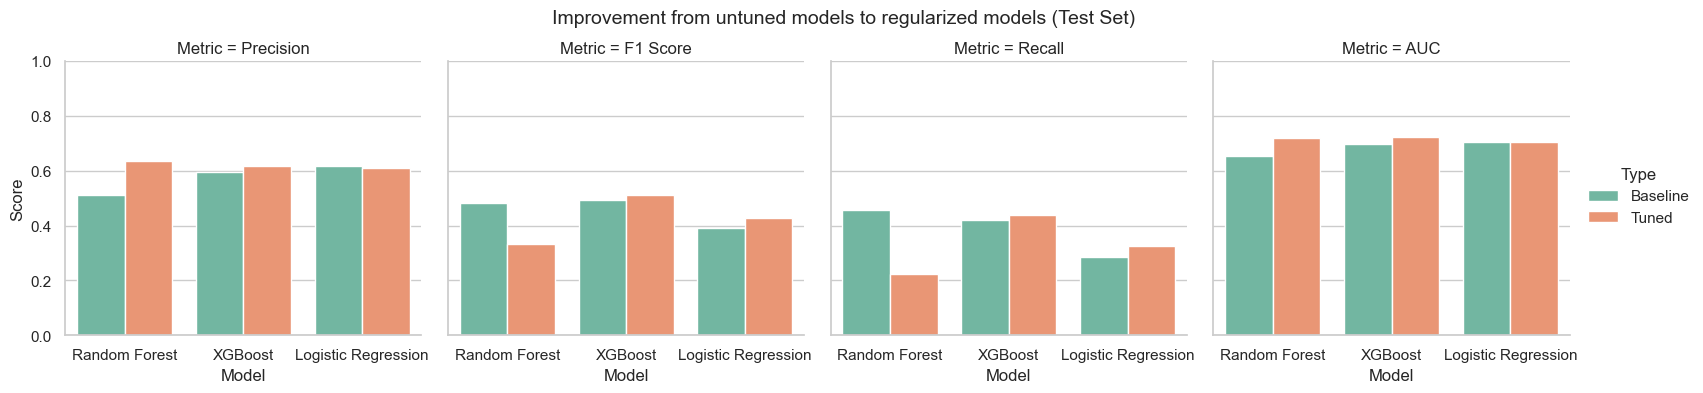 Improvement from untuned models to regularized models (Test Set)
Metric = Precision
Metric = F1 Score
Metric = Recall
Metric = AUC
1.0
0.8
0.6
0.4
0.2
0.0
Score
Random Forest XGBoost Logistic Regression
Random Forest XGBoost Logistic Regression
Random Forest XGBoost Logistic Regression
Random Forest XGBoost Logistic Regression
Model
Model
Model
Model
Type
Baseline
Tuned